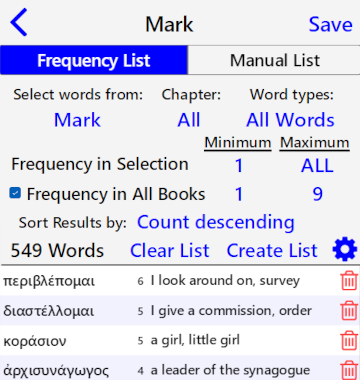 Mark Save
Frequency List Manual List
Select words from: Chapter: Word types:
Mark All All Words
Minimum Maximum
Frequency in Selection 1 ALL
Frequency in All Books 1 9
Sort Results by: Count descending
549 Words Clear List Create List
περιβλέπομαι 6 I look around on, survey
διαστέλλομαι 5 I give a commission, order
κοράσιον 5 a girl, little girl
ἀρχισυνάγωγος 4 a leader of the synagogue